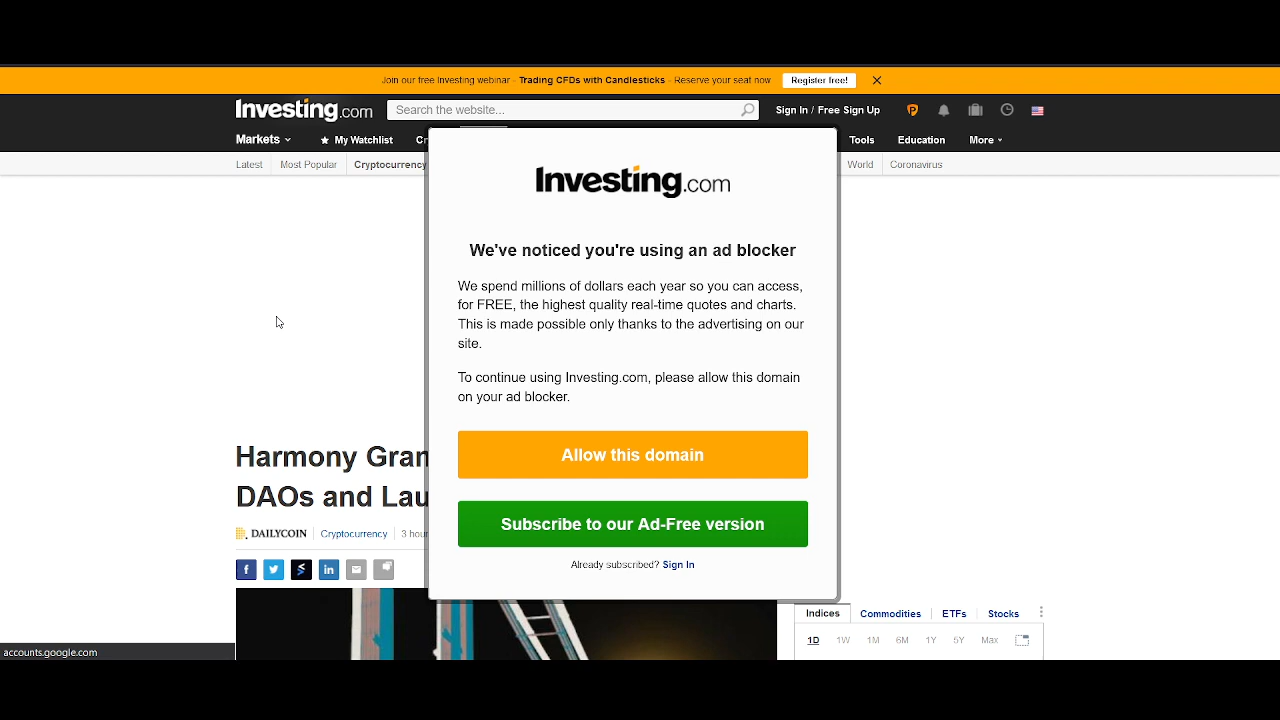 Join our free Investing webinar - Trading CFDs with Candlesticks - Reserve your seat now Register free!
Investing.com Search the website... Sign In / Free Sign Up
Markets My Watchlist Cr Tools Education More
Latest Most Popular Cryptocurrency World Coronavirus
Investing.com
We've noticed you're using an ad blocker
We spend millions of dollars each year so you can access,
for FREE, the highest quality real-time quotes and charts.
This is made possible only thanks to the advertising on our
site.
To continue using Investing.com, please allow this domain
on your ad blocker.
Allow this domain
Subscribe to our Ad-Free version
Already subscribed? Sign In
Harmony Gran
DAOs and Lau
DAILYCOIN Cryptocurrency 3 hour
Indices Commodities ETFs Stocks
1D 1W 1M 6M 1Y 5Y Max
accounts.google.com